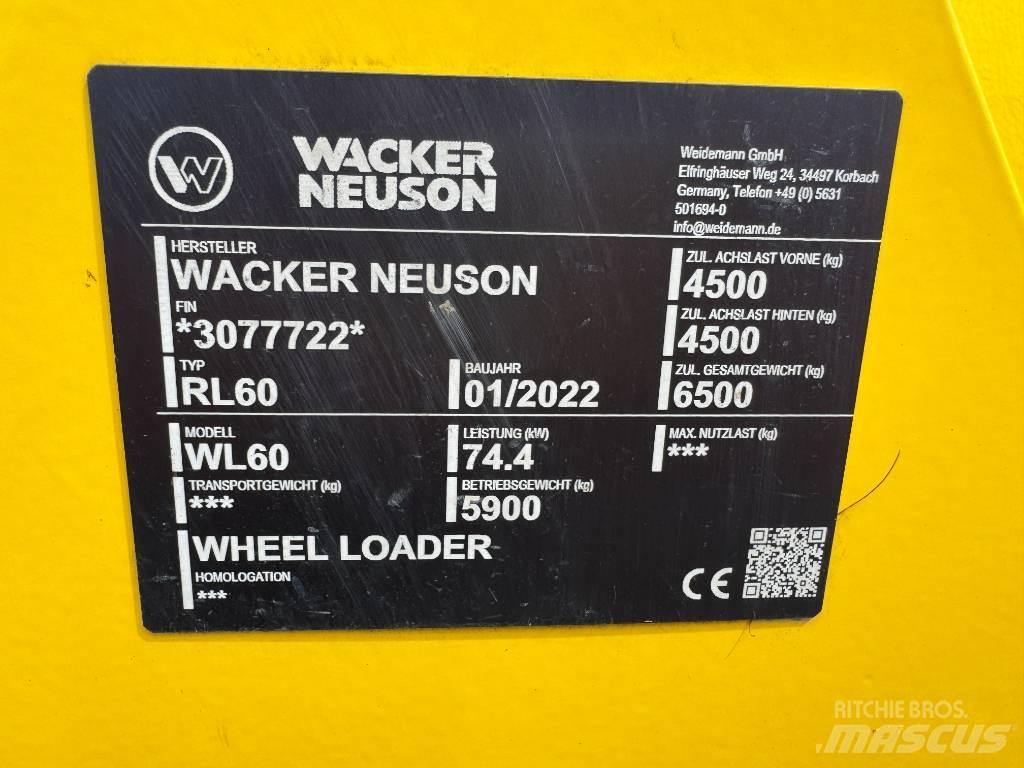 W
WACKER
NEUSON
Weidemann GmbH
Elfringhäuser Weg 24, 34497 Korbach
Germany, Telefon +49 (0) 5631
501694-0
info@weidemann.de
HERSTELLER
WACKER NEUSON
FIN
*3077722*
TYP
RL60
BAUJAHR
01/2022
ZUL. ACHSLAST VORNE (kg)
4500
ZUL. ACHSLAST HINTEN (kg)
4500
ZUL. GESAMTGEWICHT (kg)
6500
MODELL
WL60
LEISTUNG (kW)
74.4
MAX. NUTZLAST (kg)
***
TRANSPORTGEWICHT (kg)
***
BETRIEBSGEWICHT (kg)
5900
WHEEL LOADER
HOMOLOGATION
***
CE
RITCHIE BROS.
MASCUS